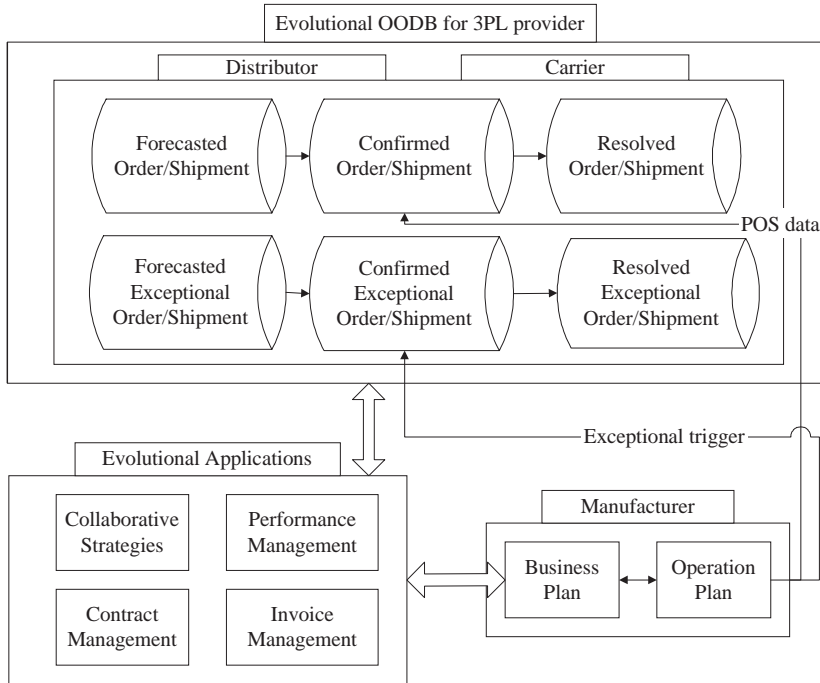 Evolutional OODB for 3PL provider
Distributor
Carrier
Forecasted
Order/Shipment
Confirmed
Order/Shipment
Resolved
Order/Shipment
POS data
Forecasted
Exceptional
Order/Shipment
Confirmed
Exceptional
Order/Shipment
Resolved
Exceptional
Order/Shipment
Exceptional trigger
Evolutional Applications
Collaborative
Strategies
Performance
Management
Contract
Management
Invoice
Management
Manufacturer
Business
Plan
Operation
Plan